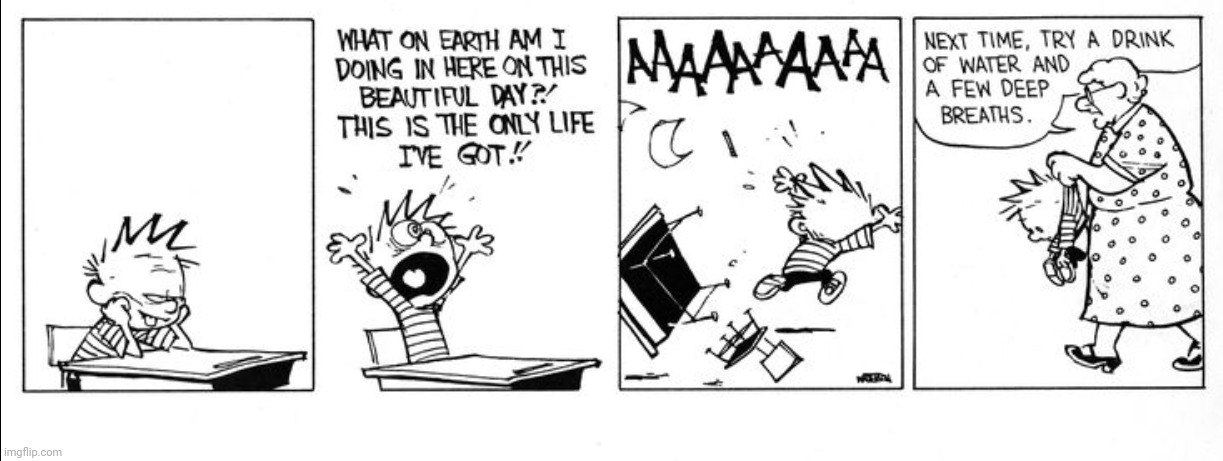 WHAT ON EARTH AM I
DOING IN HERE ON THIS
BEAUTIFUL DAY?!
THIS IS THE ONLY LIFE
I'VE GOT!!
AAAAAAAAAA
NEXT TIME, TRY A DRINK
OF WATER AND
A FEW DEEP
BREATHS.
WATTERSON
imgflip.com